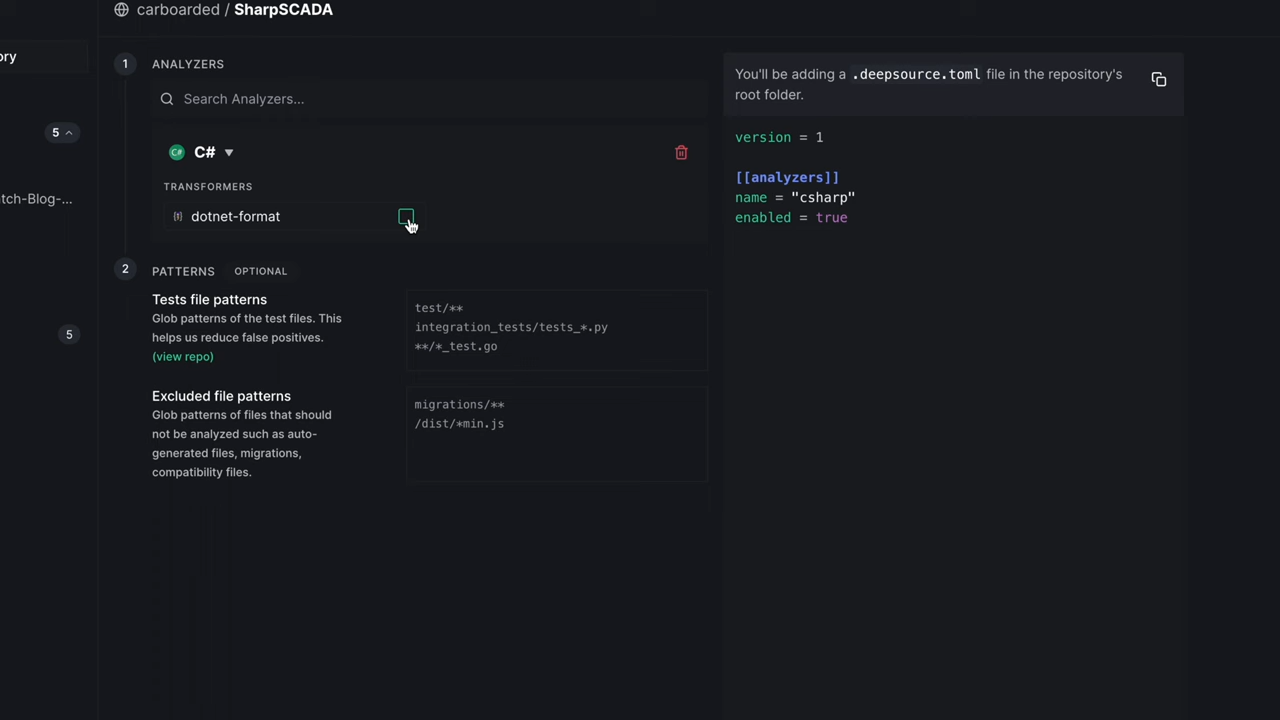 carboarded / SharpSCADA
ory
5
tch-Blog-...
5
1 ANALYZERS
Search Analyzers...
C# C#
TRANSFORMERS
dotnet-format
2 PATTERNS OPTIONAL
Tests file patterns
Glob patterns of the test files. This
helps us reduce false positives.
(view repo)
test/**
integration_tests/tests_*.py
**/*_test.go
Excluded file patterns
Glob patterns of files that should
not be analyzed such as auto-
generated files, migrations,
compatibility files.
migrations/**
/dist/*min.js
You'll be adding a .deepsource.toml file in the repository's
root folder.
version = 1
[[analyzers]]
name = "csharp"
enabled = true